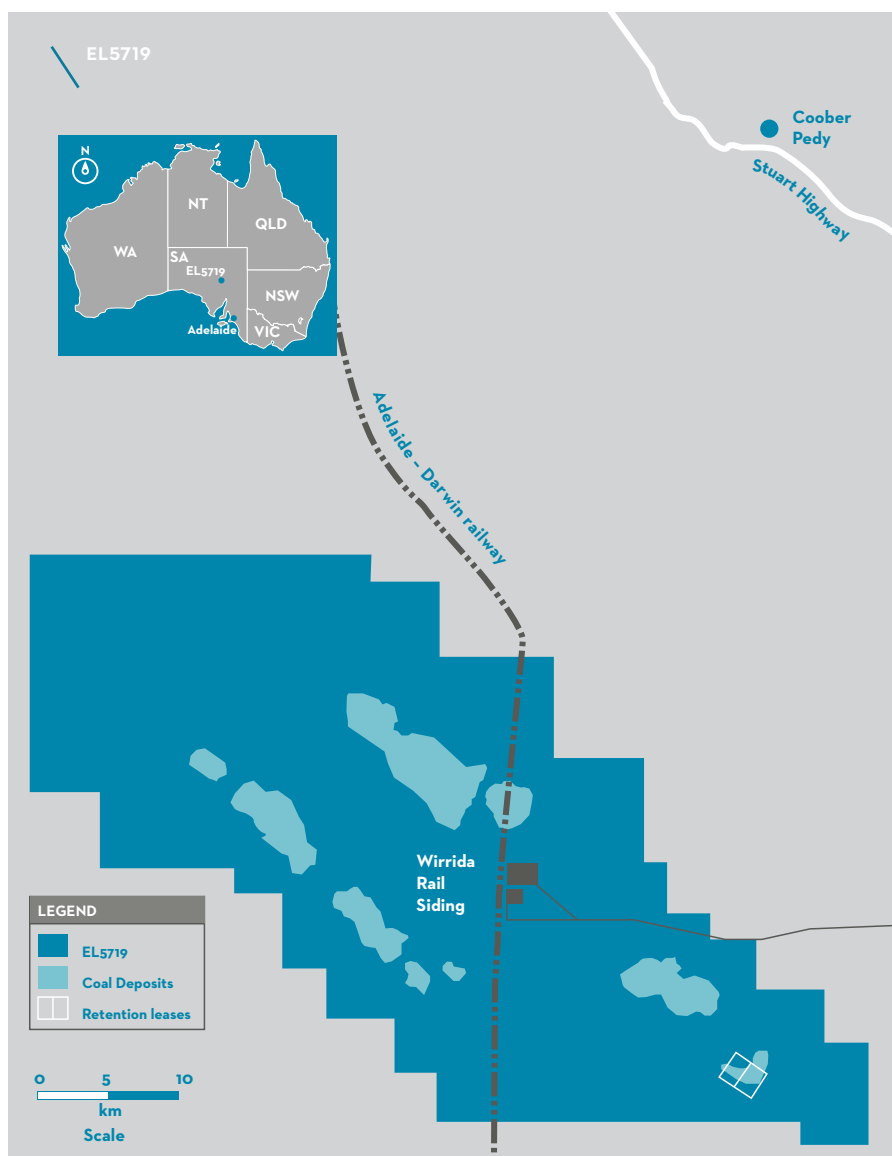 EL5719
Coober
Pedy
Stuart Highway
N
NT
QLD
WA
SA
EL5719
NSW
Adelaide
VIC
Adelaide – Darwin railway
Wirrida
Rail
Siding
LEGEND
EL5719
Coal Deposits
Retention leases
0 5 10
km
Scale